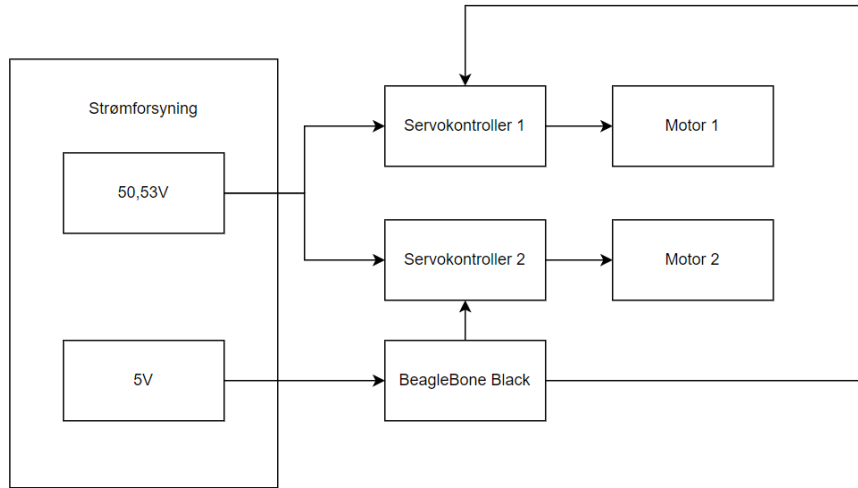 Strømforsyning
50,53V
5V
Servokontroller 1
Motor 1
Servokontroller 2
Motor 2
BeagleBone Black